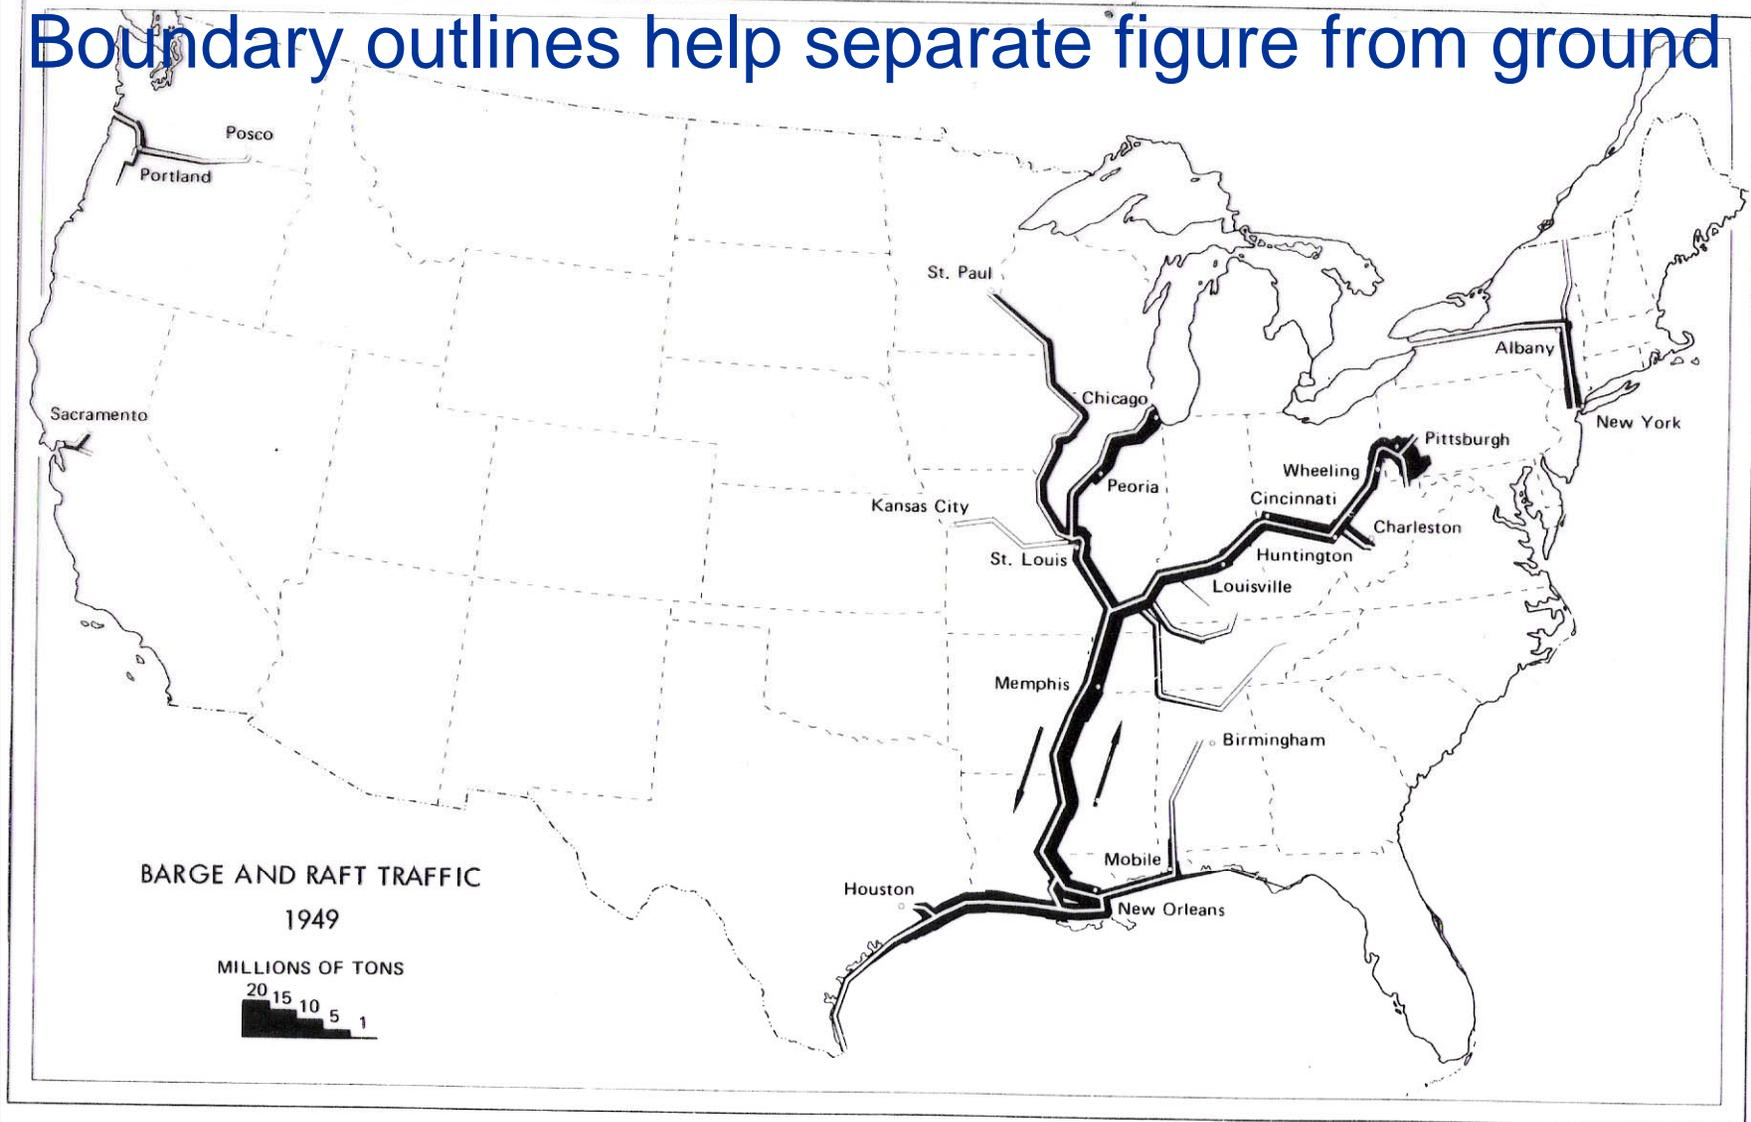 Boundary outlines help separate figure from ground
Posco
Portland
St. Paul
Albany
Chicago
Sacramento
New York
Pittsburgh
Wheeling
Peoria
Cincinnati
Kansas City
Charleston
St. Louis
Huntington
Louisville
Memphis
Birmingham
Mobile
Houston
New Orleans
BARGE AND RAFT TRAFFIC
1949
MILLIONS OF TONS
20 15 10 5 1